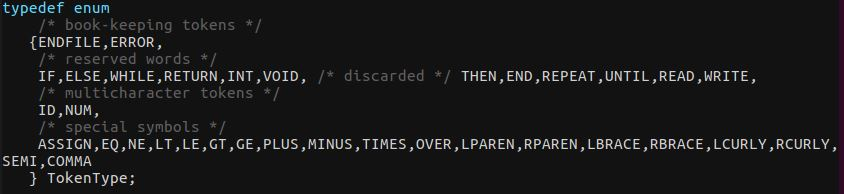 typedef enum
/* book-keeping tokens */
{ENDFILE,ERROR,
/* reserved words */
IF,ELSE,WHILE,RETURN,INT,VOID, /* discarded */ THEN,END,REPEAT,UNTIL,READ,WRITE,
/* multicharacter tokens */
ID,NUM,
/* special symbols */
ASSIGN,EQ,NE,LT,LE,GT,GE,PLUS,MINUS,TIMES,OVER,LPAREN,RPAREN,LBRACE,RBRACE,LCURLY,RCURLY,
SEMI,COMMA
} TokenType;